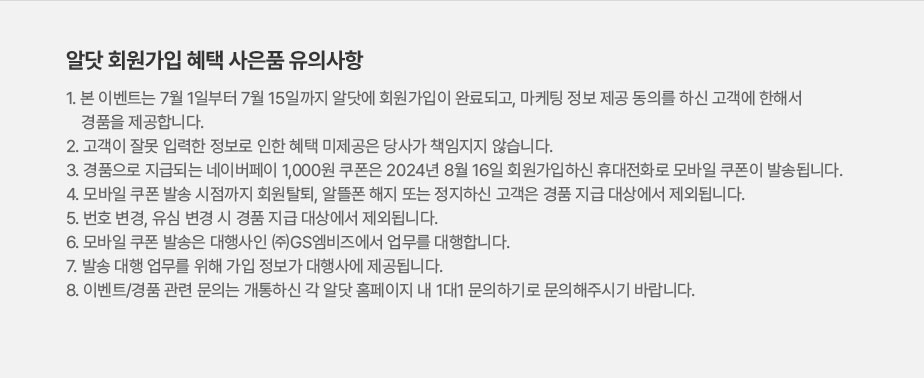 알닷 회원가입 혜택 사은품 유의사항
1. 본 이벤트는 7월 1일부터 7월 15일까지 알닷에 회원가입이 완료되고, 마케팅 정보 제공 동의를 하신 고객에 한해서
경품을 제공합니다.
2. 고객이 잘못 입력한 정보로 인한 혜택 미제공은 당사가 책임지지 않습니다.
3. 경품으로 지급되는 네이버페이 1,000원 쿠폰은 2024년 8월 16일 회원가입하신 휴대전화로 모바일 쿠폰이 발송됩니다.
4. 모바일 쿠폰 발송 시점까지 회원탈퇴, 알뜰폰 해지 또는 정지하신 고객은 경품 지급 대상에서 제외됩니다.
5. 번호 변경, 유심 변경 시 경품 지급 대상에서 제외됩니다.
6. 모바일 쿠폰 발송은 대행사인 ㈜GS엠비즈에서 업무를 대행합니다.
7. 발송 대행 업무를 위해 가입 정보가 대행사에 제공됩니다.
8. 이벤트/경품 관련 문의는 개통하신 각 알닷 홈페이지 내 1대1 문의하기로 문의해주시기 바랍니다.